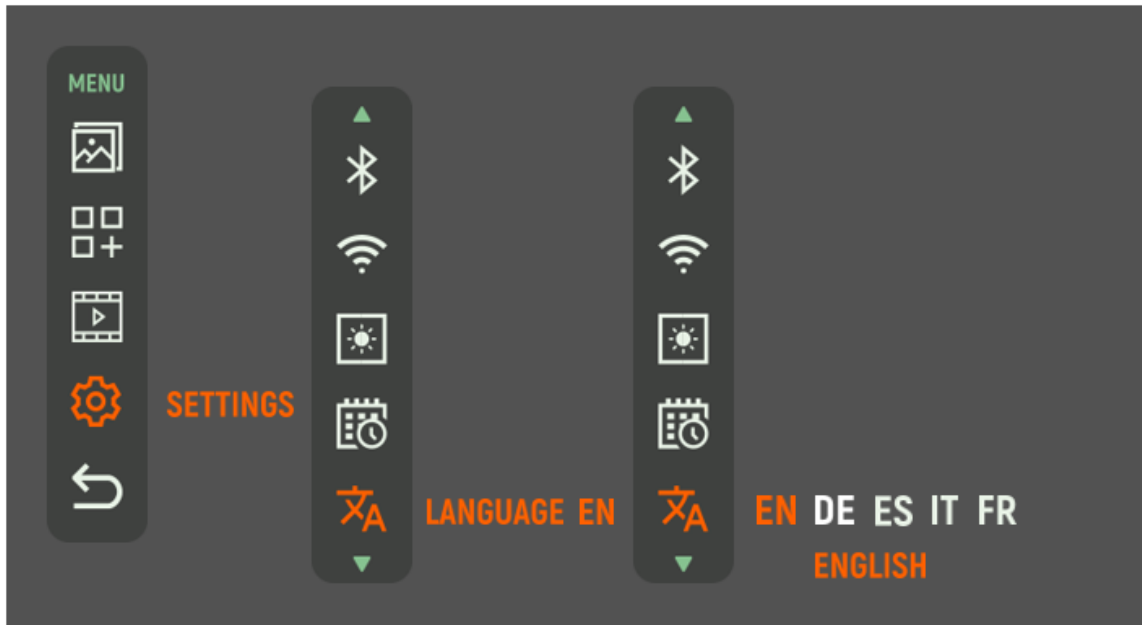 MENU
SETTINGS
LANGUAGE EN
EN DE ES IT FR
ENGLISH